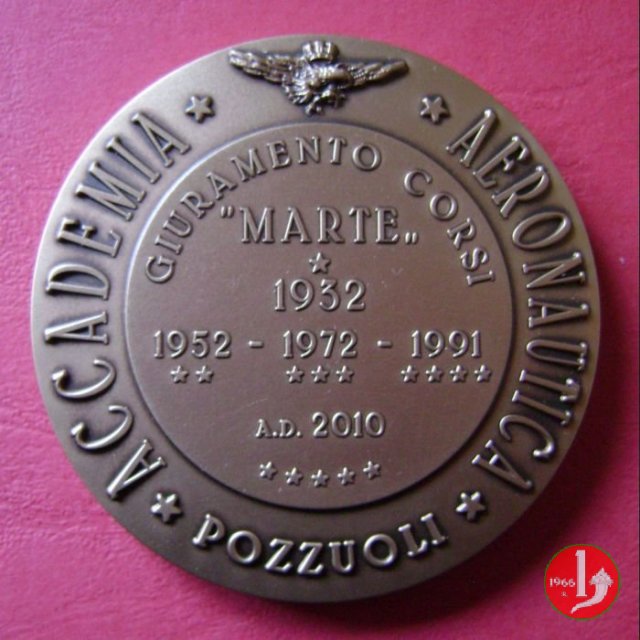 ACCADEMIA AERONAUTICA
POZZUOLI
GIURAMENTO CORSI
"MARTE„
1932
1952 - 1972 - 1991
A.D. 2010
1966